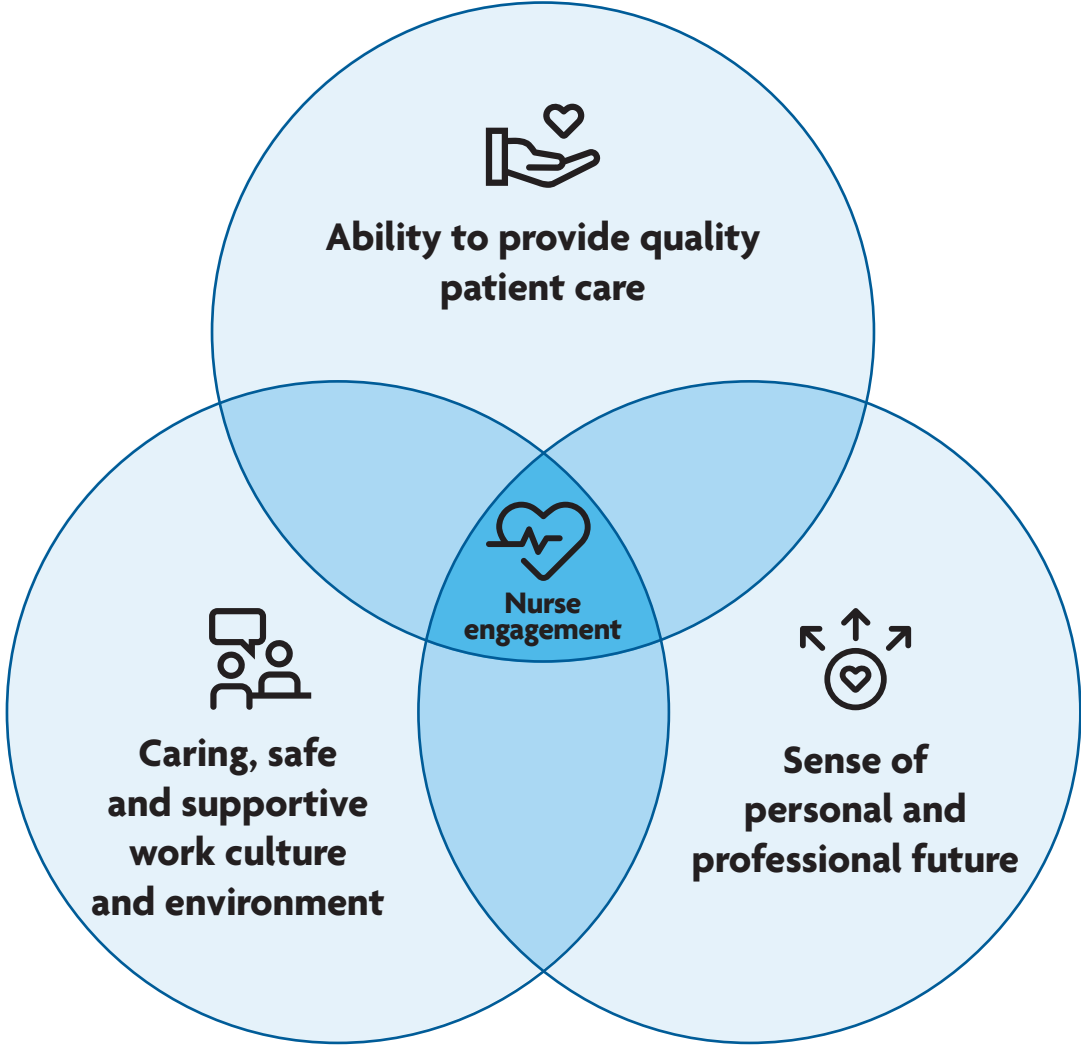 Ability to provide quality
patient care
Nurse
engagement
Caring, safe
and supportive
work culture
and environment
Sense of
personal and
professional future